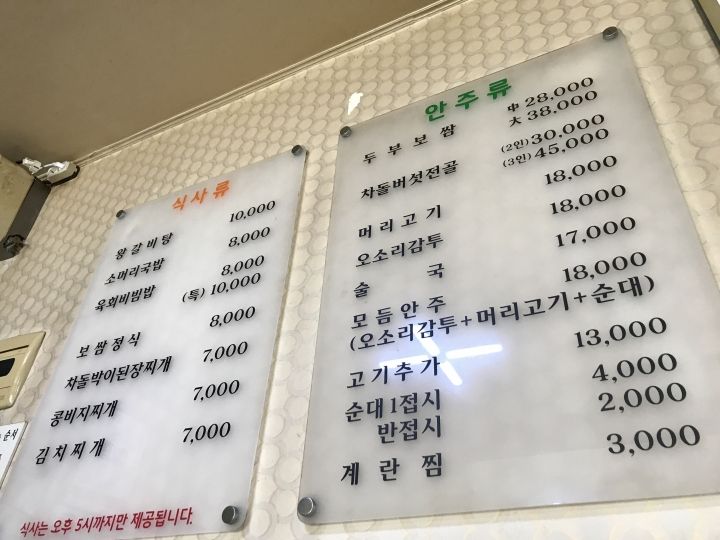 식사류
왕갈비탕 10,000
소머리국밥 8,000
육회비빔밥 8,000
(특) 10,000
보쌈정식 8,000
차돌박이된장찌개 7,000
콩비지찌개 7,000
김치찌개 7,000
식사는 오후 5시까지만 제공됩니다.
안주류
두부보쌈 中 28,000
大 38,000
차돌버섯전골 (2인) 30,000
(3인) 45,000
머리고기 18,000
오소리감투 18,000
술국 17,000
모듬안주 18,000
(오소리감투+머리고기+순대)
고기추가 13,000
순대1접시 4,000
반접시 2,000
계란찜 3,000